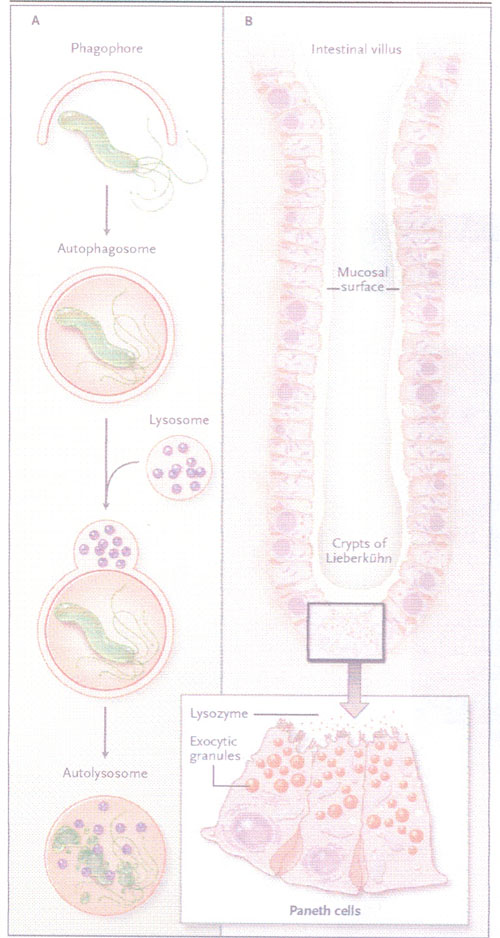 A
Phagophore
Autophagosome
Lysosome
Autolysosome
B
Intestinal villus
Mucosal
surface
Crypts of
Lieberkühn
Lysozyme
Exocytic
granules
Paneth cells